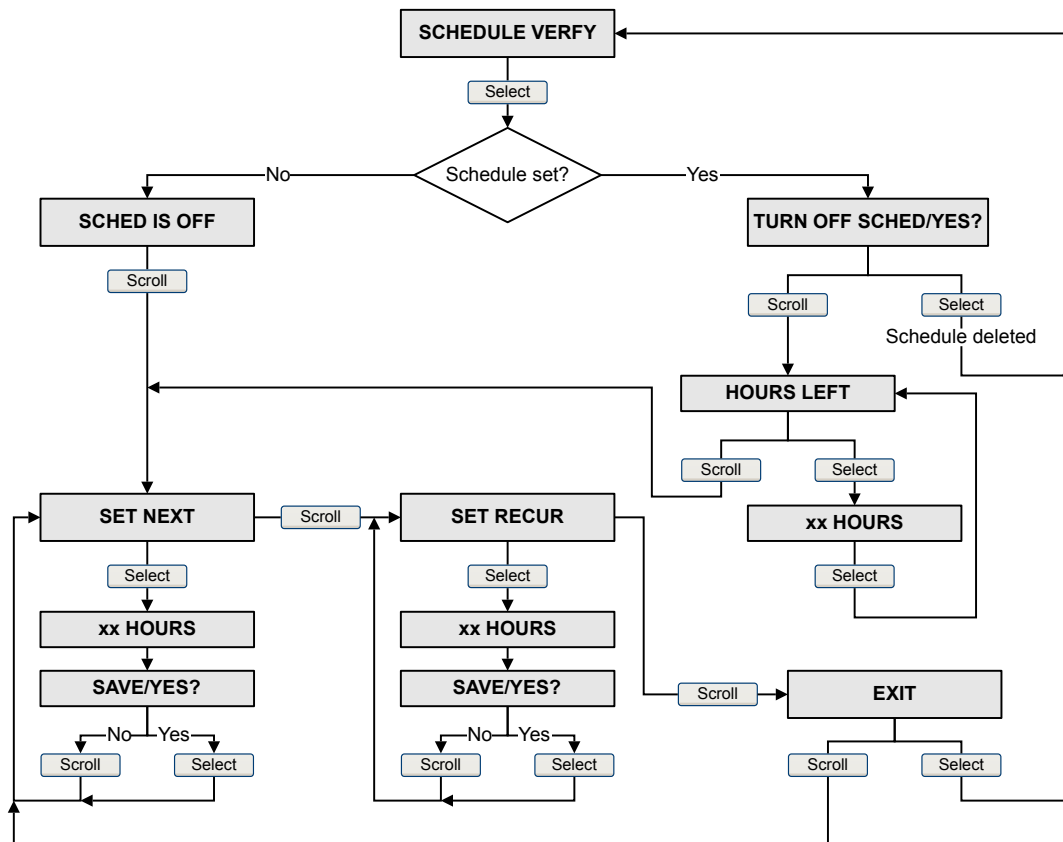 SCHEDULE VERFY
Select
Schedule set?
No
Yes
SCHED IS OFF
TURN OFF SCHED/YES?
Scroll
Scroll
Select
Schedule deleted
HOURS LEFT
Scroll
Select
SET NEXT
Scroll
SET RECUR
xx HOURS
Select
Select
Select
xx HOURS
xx HOURS
SAVE/YES?
SAVE/YES?
Scroll
EXIT
No
Yes
No
Yes
Scroll
Select
Scroll
Select
Scroll
Select